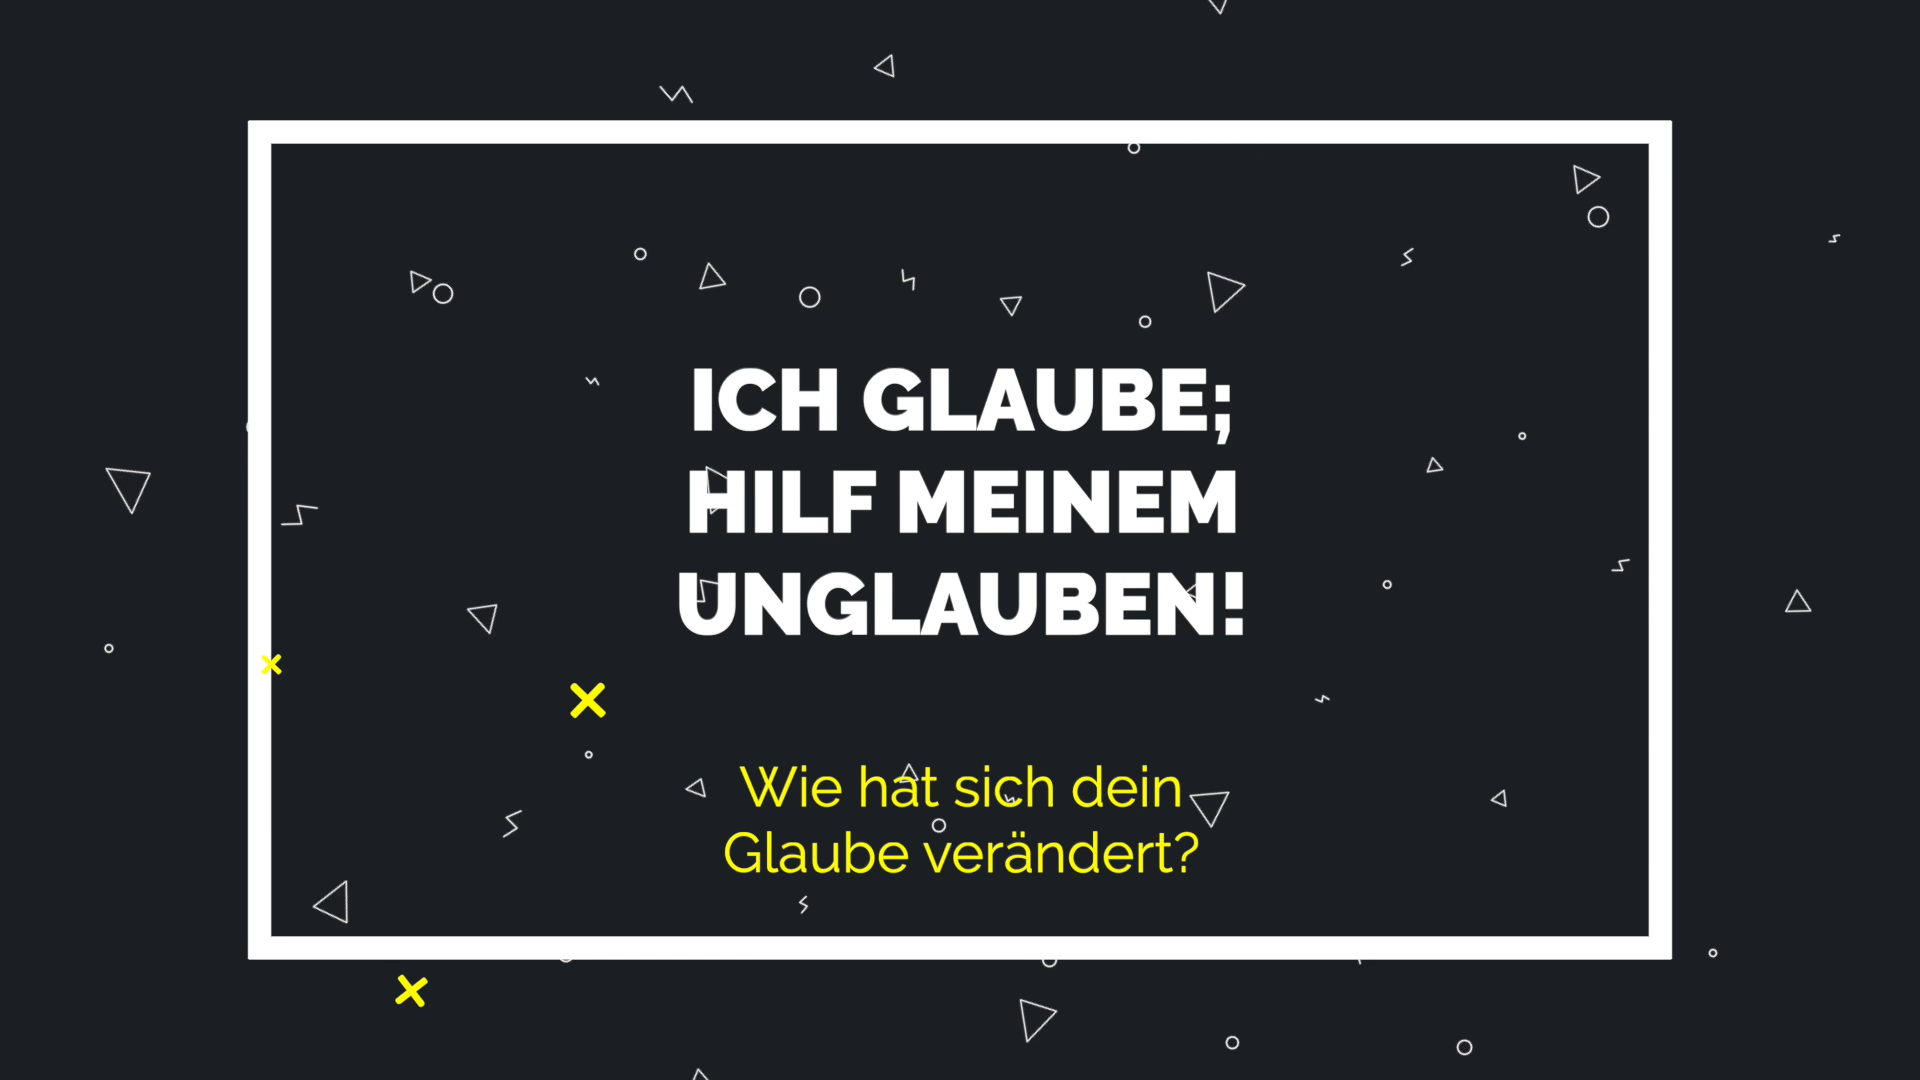 ICH GLAUBE;
HILF MEINEM
UNGLAUBEN!
Wie hat sich dein
Glaube verändert?